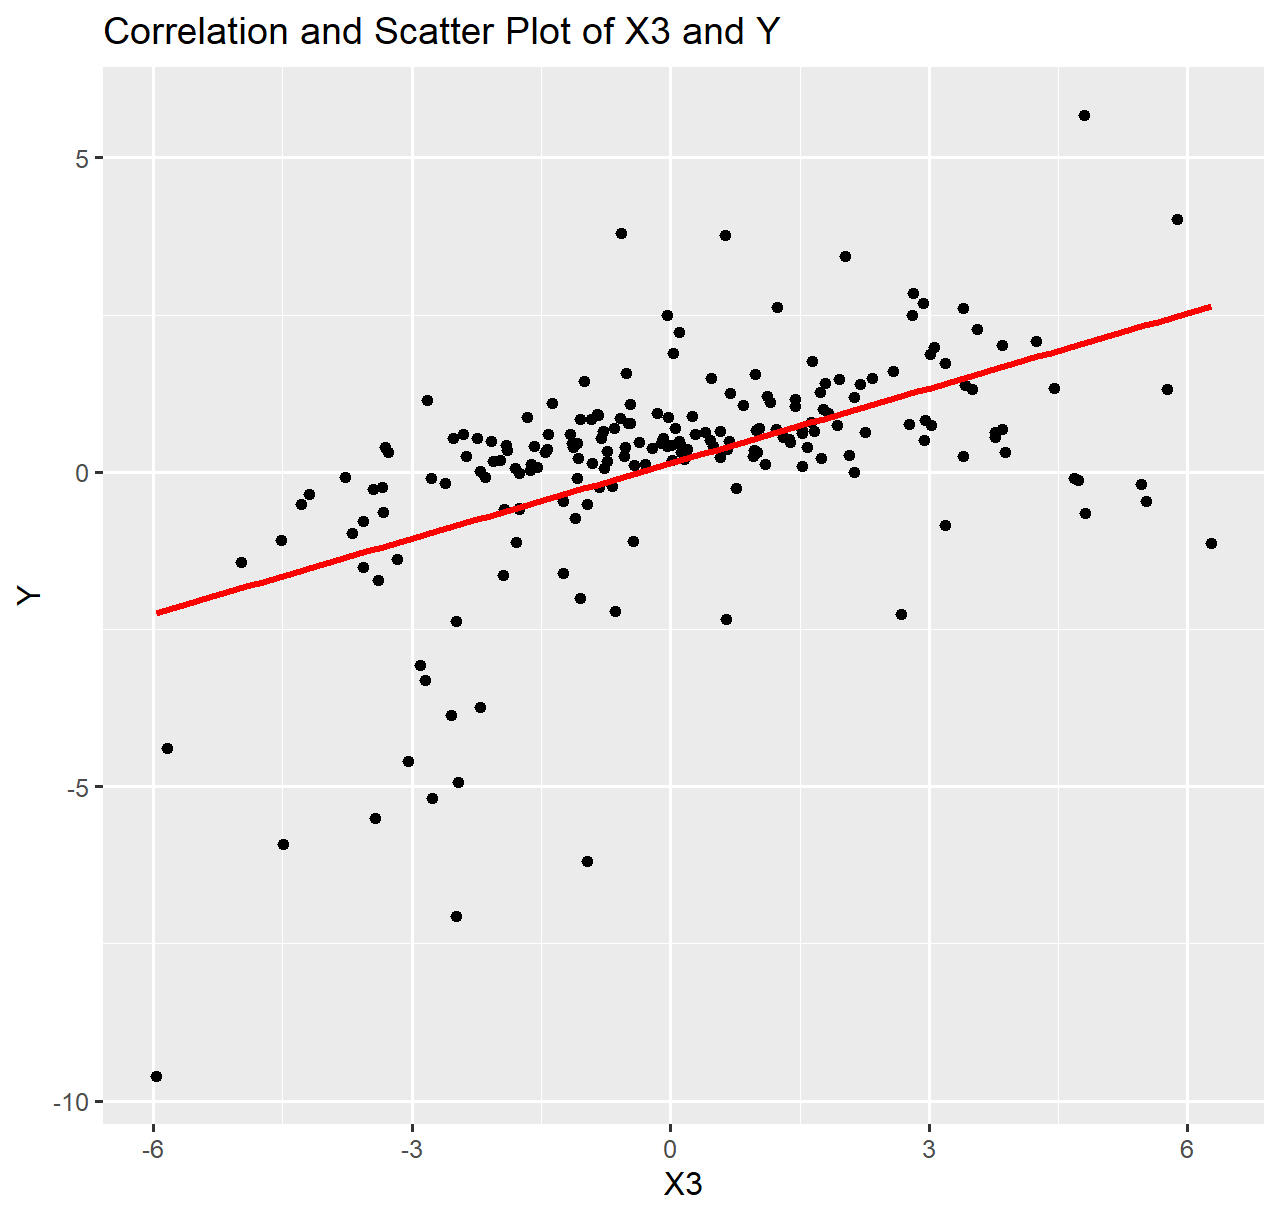 Correlation and Scatter Plot of X3 and Y
5
0
-5
-10
Y
-6 -3 0 3 6
X3